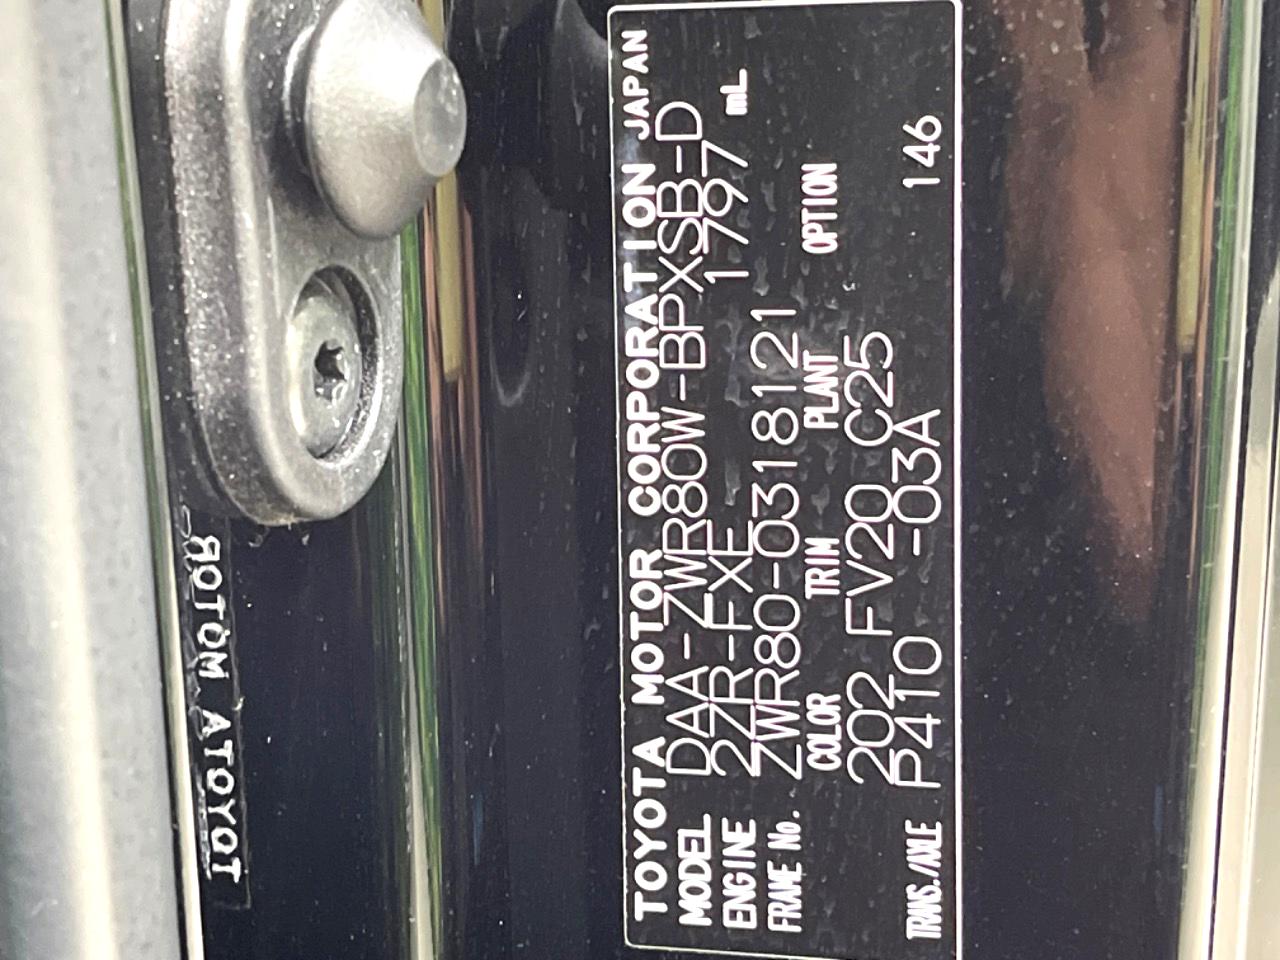 TOYOTA MOTOR CORPORATION JAPAN
MODEL DAA-ZWR80W-BPXSB-D
ENGINE 2ZR-FXE 1797 mL
FRAME No. ZWR80-0318121
COLOR TRIM PLANT OPTION
202 FV20 C25
TRANS./AXLE P410 -03A 146
TOYOTA MOTOR